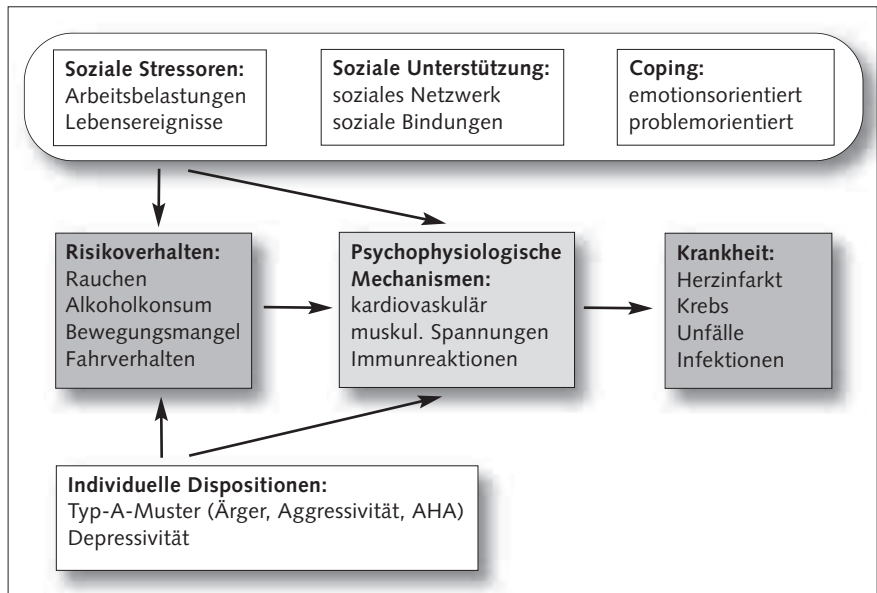 Soziale Stressoren:
Arbeitsbelastungen
Lebensereignisse
Soziale Unterstützung:
soziales Netzwerk
soziale Bindungen
Coping:
emotionsorientiert
problemorientiert
Risikoverhalten:
Rauchen
Alkoholkonsum
Bewegungsmangel
Fahrverhalten
Psychophysiologische
Mechanismen:
kardiovaskulär
muskul. Spannungen
Immunreaktionen
Krankheit:
Herzinfarkt
Krebs
Unfälle
Infektionen
Individuelle Dispositionen:
Typ-A-Muster (Ärger, Aggressivität, AHA)
Depressivität